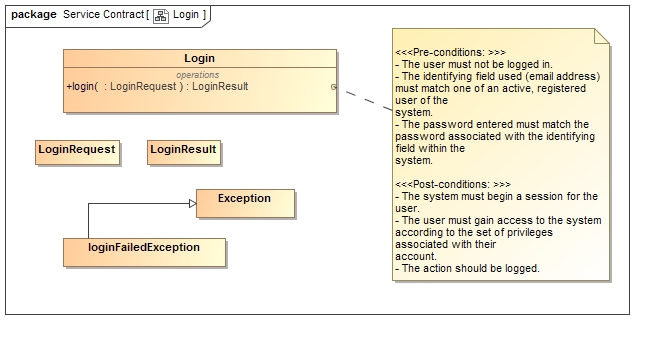 package Service Contract [ Login ]
Login
operations
+login( : LoginRequest ) : LoginResult
LoginRequest
LoginResult
Exception
loginFailedException
<<<Pre-conditions: >>>
- The user must not be logged in.
- The identifying field used (email address)
must match one of an active, registered
user of the
system.
- The password entered must match the
password associated with the identifying
field within the
system.
<<<Post-conditions: >>>
- The system must begin a session for the
user.
- The user must gain access to the system
according to the set of privileges
associated with their
account.
- The action should be logged.